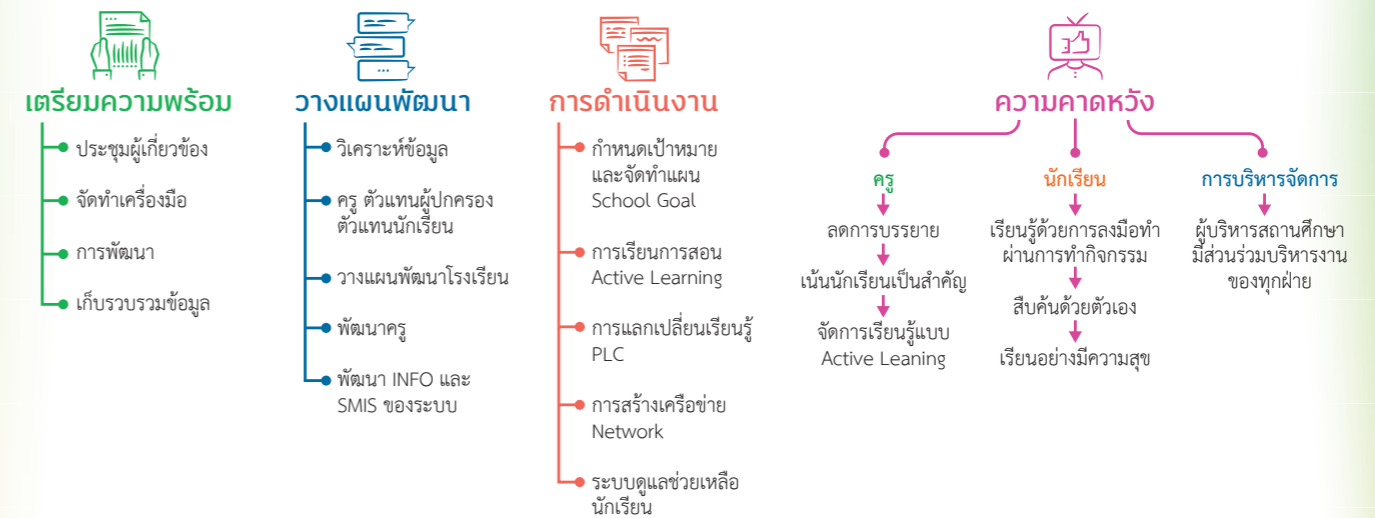 เตรียมความพร้อม
ประชุมผู้เกี่ยวข้อง
จัดทำเครื่องมือ
การพัฒนา
เก็บรวบรวมข้อมูล
วางแผนพัฒนา
วิเคราะห์ข้อมูล
ครู ตัวแทนผู้ปกครอง
ตัวแทนนักเรียน
วางแผนพัฒนาโรงเรียน
พัฒนาครู
พัฒนา INFO และ
SMIS ของระบบ
การดำเนินงาน
กำหนดเป้าหมาย
และจัดทำแผน
School Goal
การเรียนการสอน
Active Learning
การแลกเปลี่ยนเรียนรู้
PLC
การสร้างเครือข่าย
Network
ระบบดูแลช่วยเหลือ
นักเรียน
ความคาดหวัง
ครู
ลดการบรรยาย
เน้นนักเรียนเป็นสำคัญ
จัดการเรียนรู้แบบ
Active Leaning
นักเรียน
เรียนรู้ด้วยการลงมือทำ
ผ่านการทำกิจกรรม
สืบค้นด้วยตัวเอง
เรียนอย่างมีความสุข
การบริหารจัดการ
ผู้บริหารสถานศึกษา
มีส่วนร่วมบริหารงาน
ของทุกฝ่าย